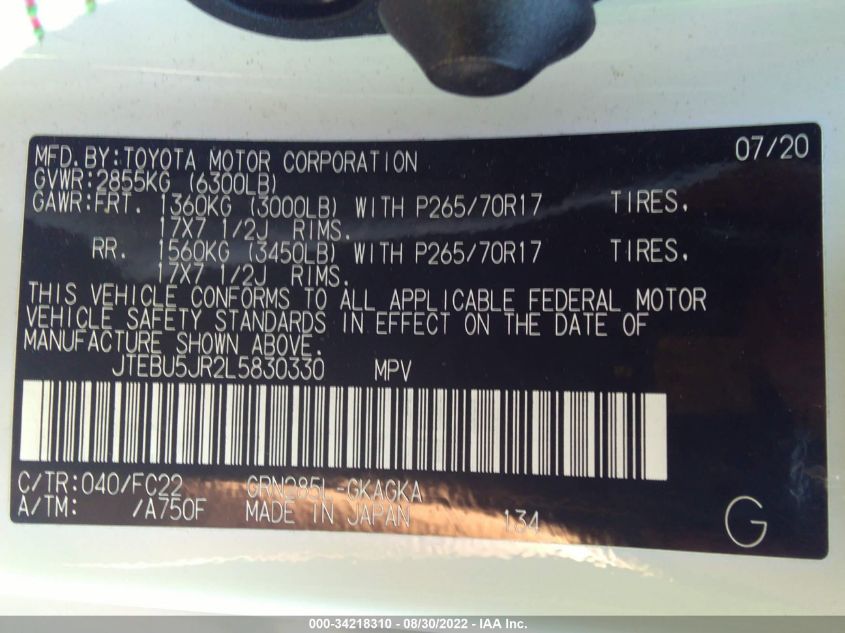 MFD.BY:TOYOTA MOTOR CORPORATION 07/20
GVWR:2855KG (6300LB)
GAWR:FRT. 1360KG (3000LB) WITH P265/70R17 TIRES.
17X7 1/2J RIMS.
RR. 1560KG (3450LB) WITH P265/70R17 TIRES.
17X7 1/2J RIMS.
THIS VEHICLE CONFORMS TO ALL APPLICABLE FEDERAL MOTOR
VEHICLE SAFETY STANDARDS IN EFFECT ON THE DATE OF
MANUFACTURE SHOWN ABOVE.
JTEBU5JR2L5830330 MPV
C/TR:040/FC22 GRN285L-GKAGKA
A/TM: /A750F MADE IN JAPAN 134
G
000-34218310 - 08/30/2022 - IAA Inc.